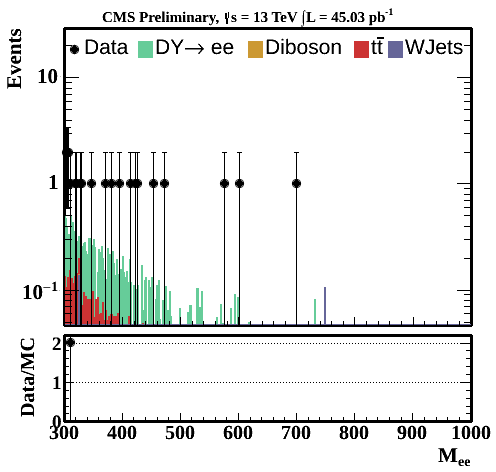 CMS Preliminary, √s = 13 TeV ∫L = 45.03 pb⁻¹
Events
Data DY→ ee Diboson tt̄ WJets
10
1
10⁻¹
Data/MC
2
1
0
300 400 500 600 700 800 900 1000
M_ee